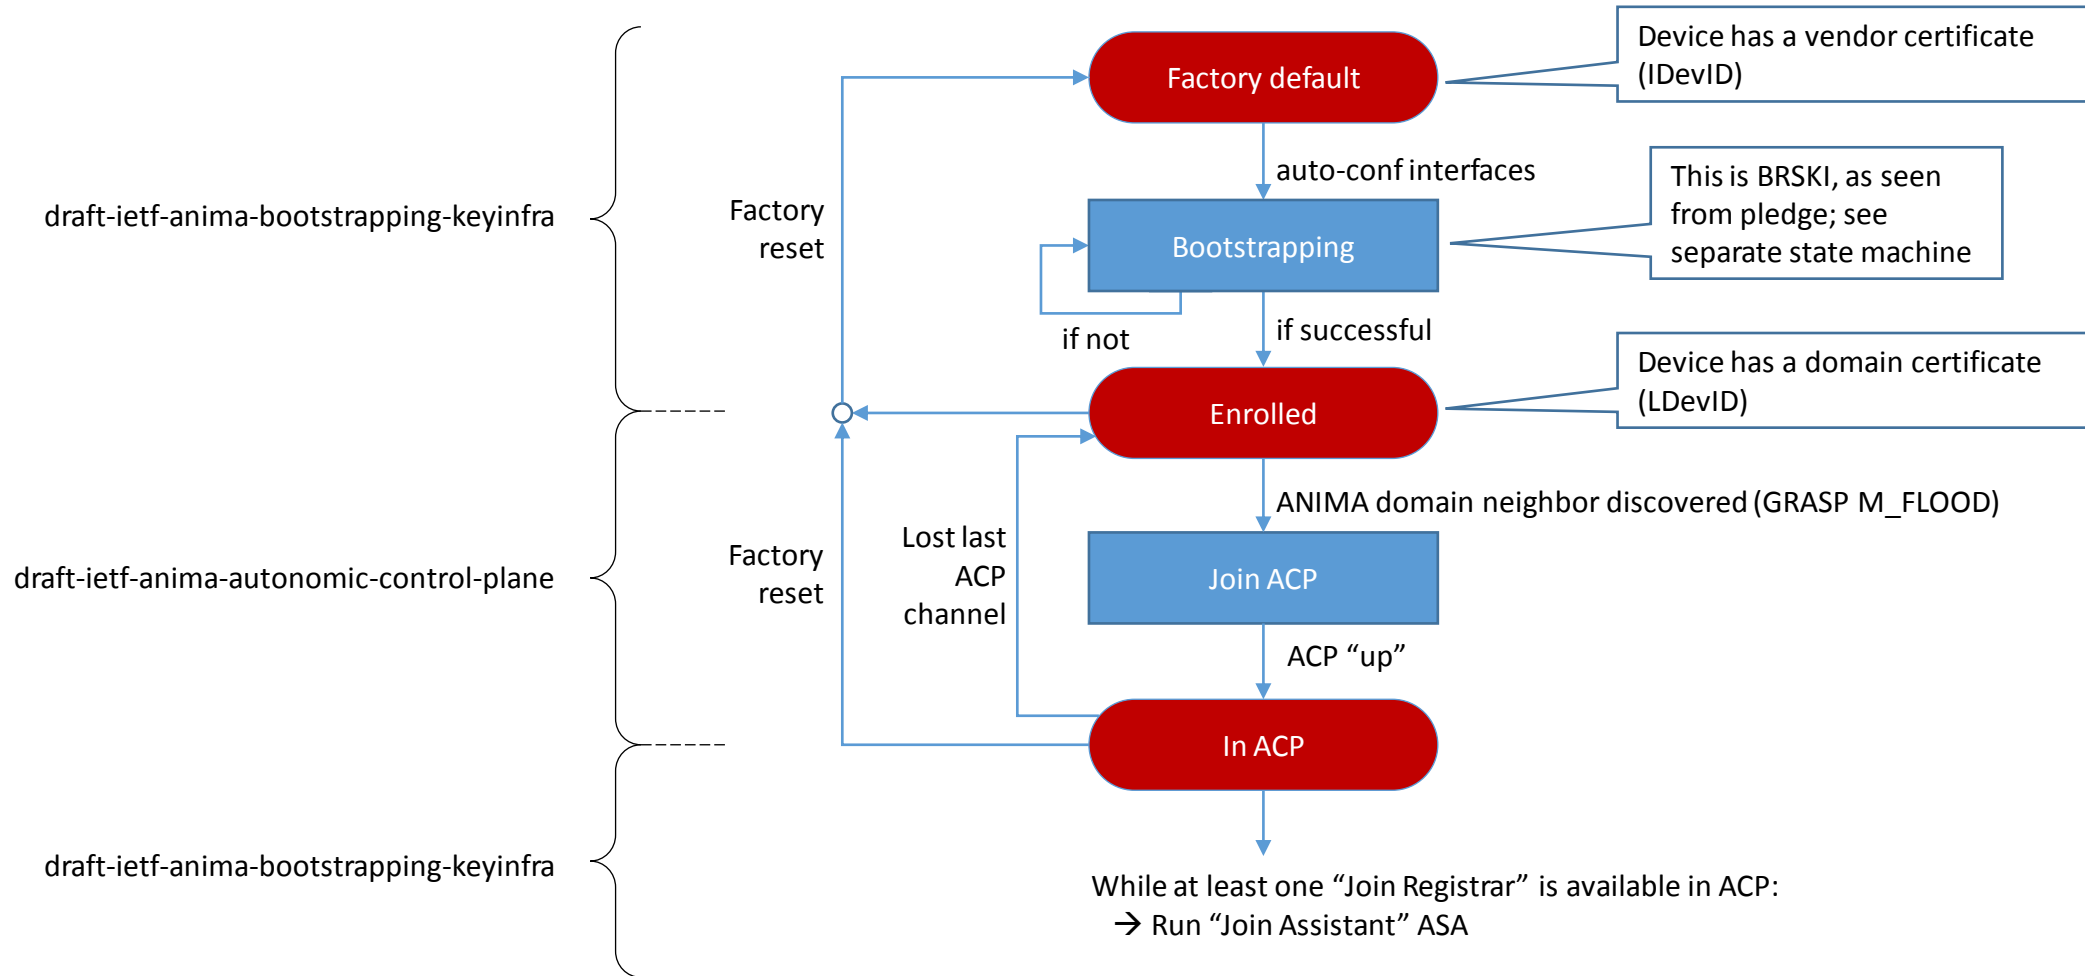 Factory default
Device has a vendor certificate
(IDevID)
auto-conf interfaces
draft-ietf-anima-bootstrapping-keyinfra
Factory
reset
Bootstrapping
This is BRSKI, as seen
from pledge; see
separate state machine
if not
if successful
Enrolled
Device has a domain certificate
(LDevID)
ANIMA domain neighbor discovered (GRASP M_FLOOD)
draft-ietf-anima-autonomic-control-plane
Factory
reset
Lost last
ACP
channel
Join ACP
ACP “up”
In ACP
draft-ietf-anima-bootstrapping-keyinfra
While at least one “Join Registrar” is available in ACP:
→ Run “Join Assistant” ASA